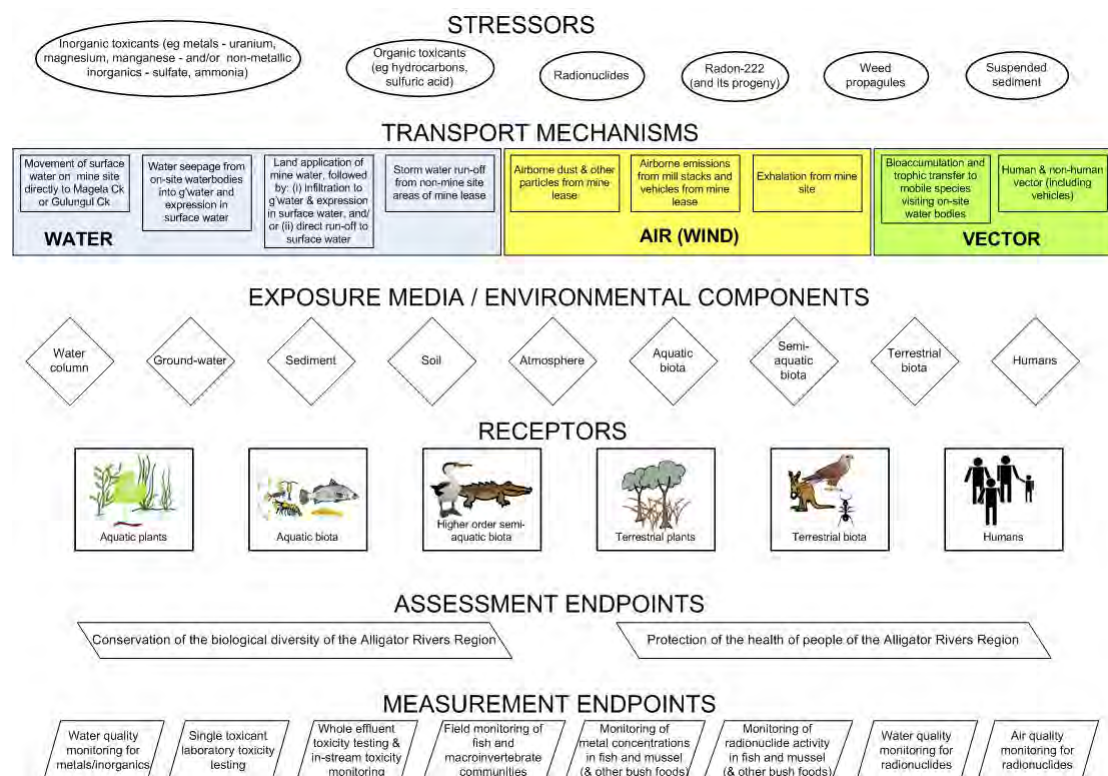 STRESSORS
Inorganic toxicants (eg metals - uranium,
magnesium, manganese - and/or non-metallic
inorganics - sulfate, ammonia)
Organic toxicants
(eg hydrocarbons,
sulfuric acid)
Radionuclides
Radon-222
(and its progeny)
Weed
propagules
Suspended
sediment
TRANSPORT MECHANISMS
Movement of surface
water on mine site
directly to Magela Ck
or Gulungul Ck
Water seepage from
on-site waterbodies
into g'water and
expression in
surface water
Land application of
mine water, followed
by: (i) infiltration to
g'water & expression
in surface water, and/
or (ii) direct run-off to
surface water
Storm water run-off
from non-mine site
areas of mine lease
WATER
Airborne dust & other
particles from mine
lease
Airborne emissions
from mill stacks and
vehicles from mine
lease
Exhalation from mine
site
AIR (WIND)
Bioaccumulation and
trophic transfer to
mobile species
visiting on-site
water bodies
Human & non-human
vector (including
vehicles)
VECTOR
EXPOSURE MEDIA / ENVIRONMENTAL COMPONENTS
Water
column
Ground-water
Sediment
Soil
Atmosphere
Aquatic
biota
Semi-
aquatic
biota
Terrestrial
biota
Humans
RECEPTORS
Aquatic plants
Aquatic biota
Higher order semi-
aquatic biota
Terrestrial plants
Terrestrial biota
Humans
ASSESSMENT ENDPOINTS
Conservation of the biological diversity of the Alligator Rivers Region
Protection of the health of people of the Alligator Rivers Region
MEASUREMENT ENDPOINTS
Water quality
monitoring for
metals/inorganics
Single toxicant
laboratory toxicity
testing
Whole effluent
toxicity testing &
in-stream toxicity
monitoring
Field monitoring of
fish and
macroinvertebrate
communities
Monitoring of
metal concentrations
in fish and mussel
(& other bush foods)
Monitoring of
radionuclide activity
in fish and mussel
(& other bush foods)
Water quality
monitoring for
radionuclides
Air quality
monitoring for
radionuclides